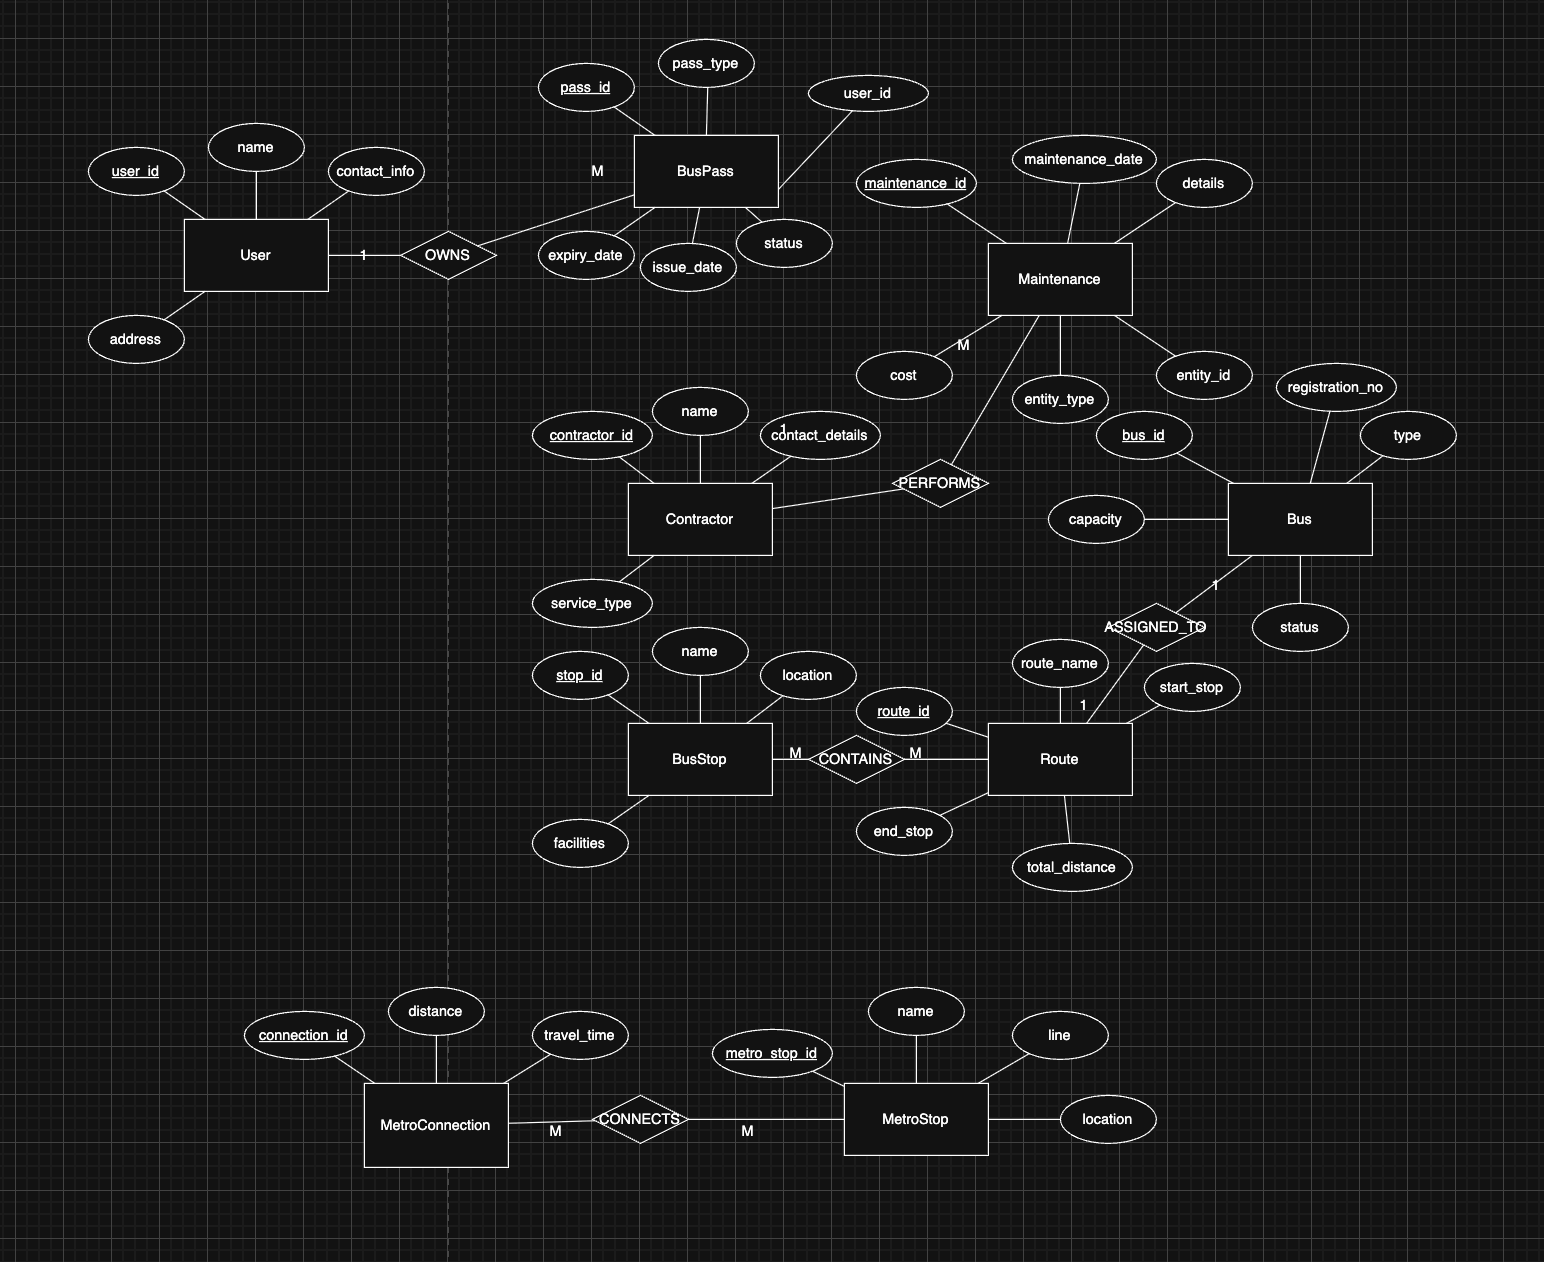 pass_type
pass_id
user_id
name
user_id
contact_info
M
BusPass
maintenance_date
maintenance_id
details
User
1
OWNS
expiry_date
issue_date
status
Maintenance
address
M
cost
entity_type
entity_id
registration_no
name
contractor_id
1
contact_details
bus_id
type
PERFORMS
Contractor
capacity
Bus
1
service_type
ASSIGNED_TO
status
name
stop_id
location
route_name
start_stop
route_id
1
BusStop
M
CONTAINS
M
Route
facilities
end_stop
total_distance
distance
connection_id
travel_time
name
metro_stop_id
line
MetroConnection
M
CONNECTS
M
MetroStop
location